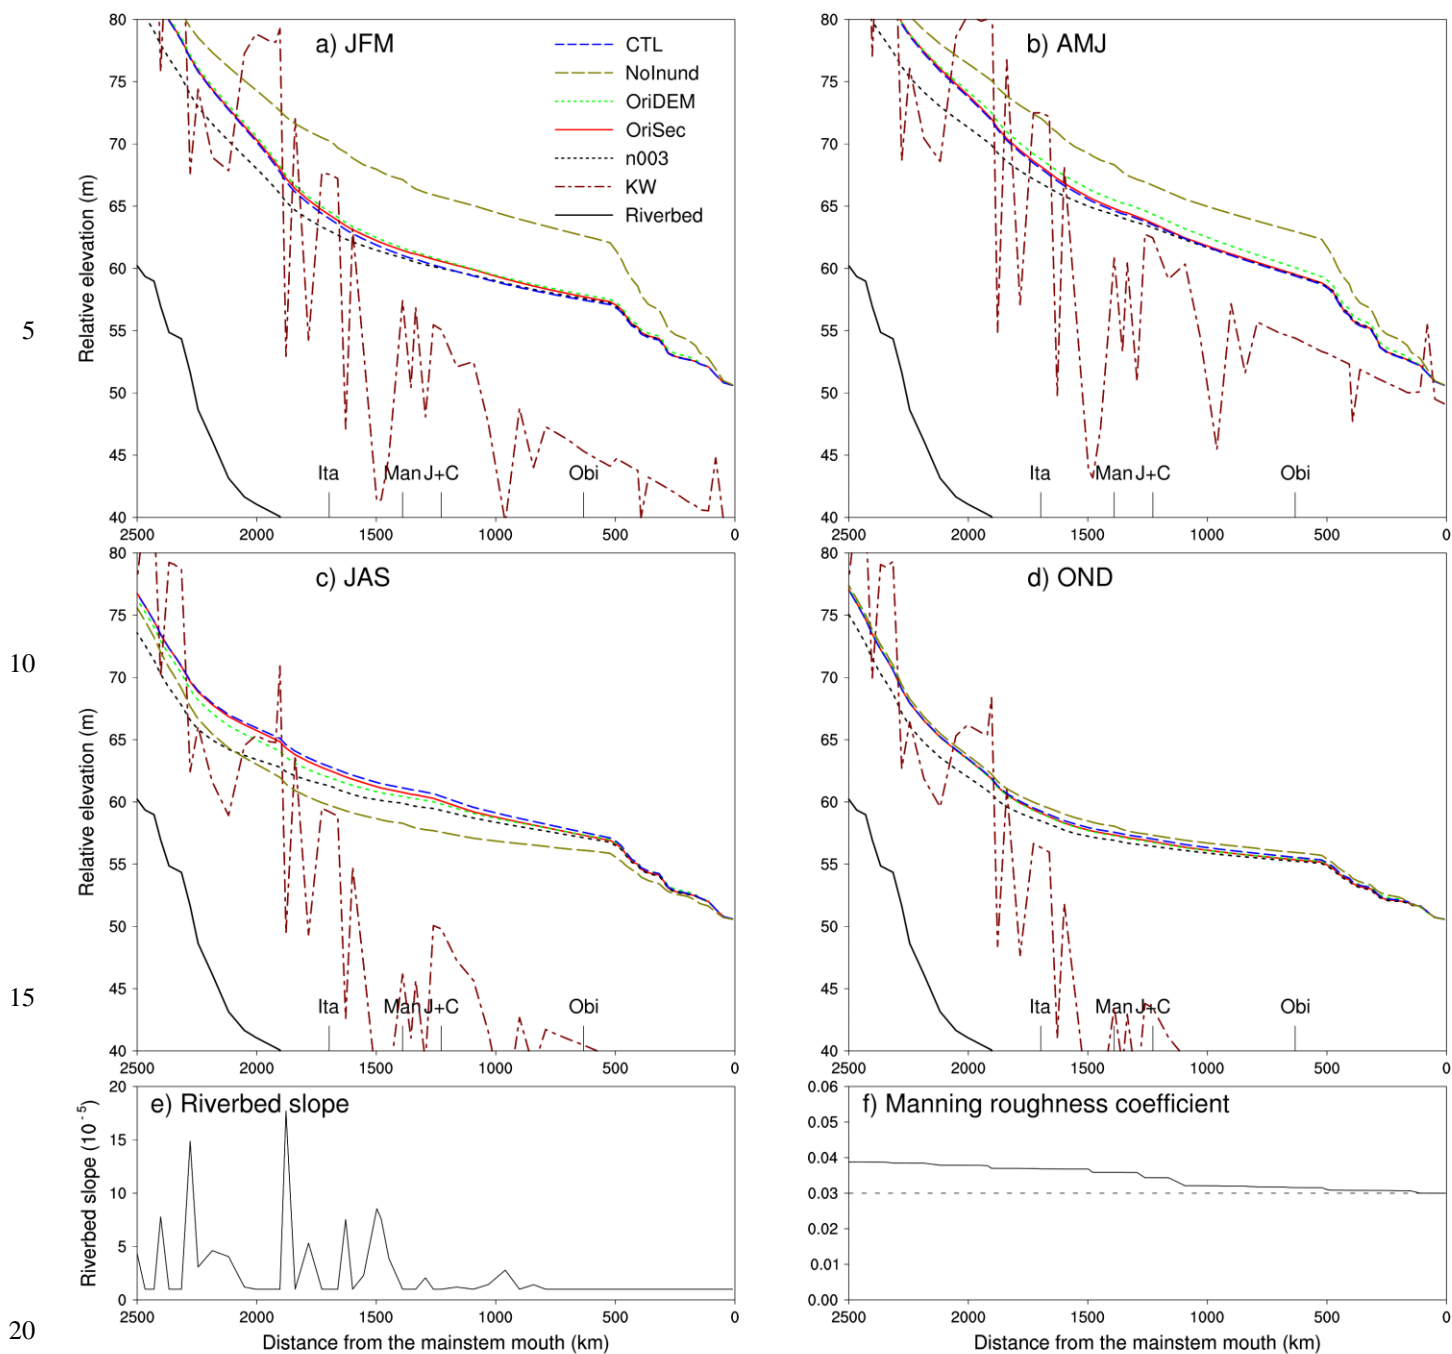 80
75
70
65
60
55
50
45
40
Relative elevation (m)
a) JFM
CTL
NoInund
OriDEM
OriSec
n003
KW
Riverbed
Ita Man J+C Obi
2500 2000 1500 1000 500 0
80
75
70
65
60
55
50
45
40
Relative elevation (m)
b) AMJ
Ita Man J+C Obi
2500 2000 1500 1000 500 0
5
80
75
70
65
60
55
50
45
40
Relative elevation (m)
c) JAS
Ita Man J+C Obi
2500 2000 1500 1000 500 0
80
75
70
65
60
55
50
45
40
Relative elevation (m)
d) OND
Ita Man J+C Obi
2500 2000 1500 1000 500 0
10
15
20
15
10
5
0
Riverbed slope (10⁻⁵)
e) Riverbed slope
2500 2000 1500 1000 500 0
Distance from the mainstem mouth (km)
0.06
0.05
0.04
0.03
0.02
0.01
0.00
f) Manning roughness coefficient
2500 2000 1500 1000 500 0
Distance from the mainstem mouth (km)
20